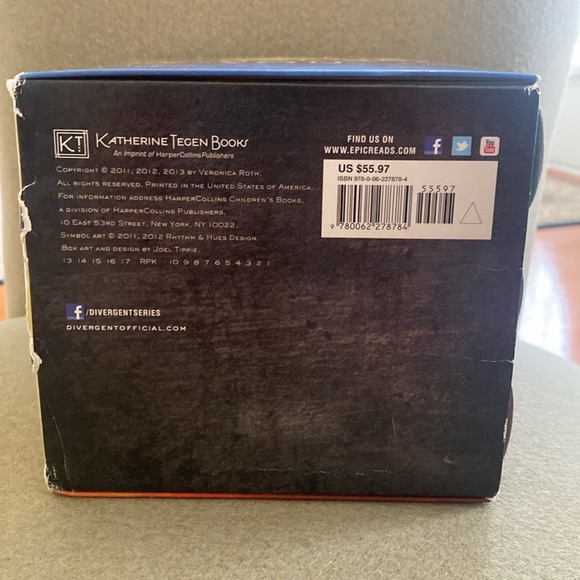 KT
KATHERINE TEGEN BOOKS
An Imprint of HarperCollinsPublishers
COPYRIGHT © 2011, 2012, 2013 BY VERONICA ROTH.
ALL RIGHTS RESERVED. PRINTED IN THE UNITED STATES OF AMERICA.
FOR INFORMATION ADDRESS HARPERCOLLINS CHILDREN'S BOOKS,
A DIVISION OF HARPERCOLLINS PUBLISHERS,
10 EAST 53RD STREET, NEW YORK, NY 10022.
SYMBOL ART © 2011, 2012 RHYTHM & HUES DESIGN.
BOX ART AND DESIGN BY JOEL TIPPIE.
13 14 15 16 17 RPK 10 9 8 7 6 5 4 3 2 1
f /DIVERGENTSERIES
DIVERGENTOFFICIAL.COM
FIND US ON
WWW.EPICREADS.COM
f
You Tube
US $55.97
ISBN 978-0-06-227878-4
55597
9 780062 278784